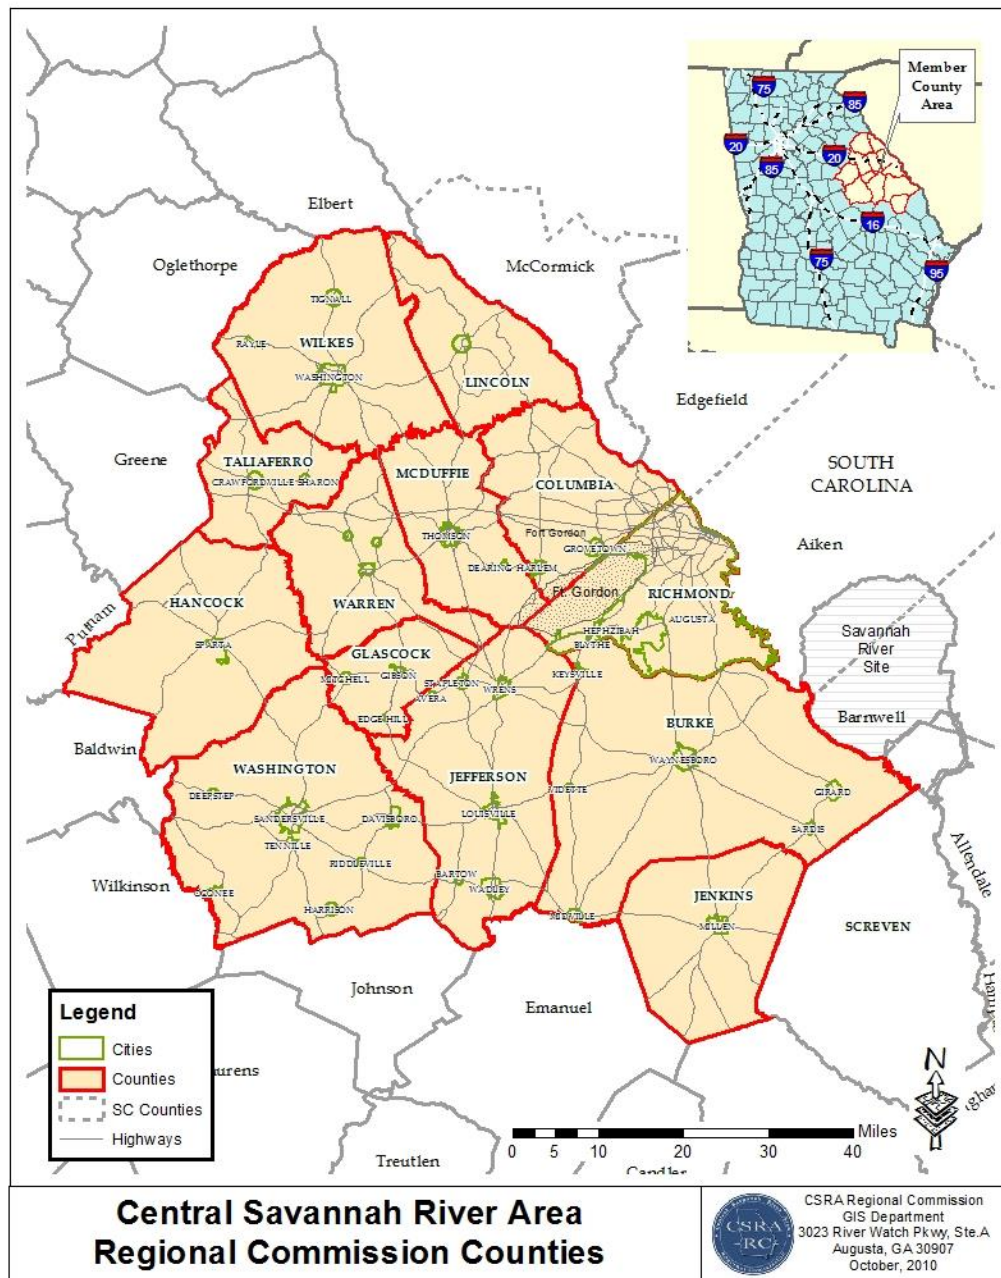 Member
County
Area
75
85
20
20
85
16
75
95
Elbert
Oglethorpe
McCormick
TIGNALL
RAYLE
WILKES
WASHINGTON
LINCOLN
Edgefield
Greene
TALIAFERRO
CRAWFORDVILLE
SHARON
MCDUFFIE
COLUMBIA
SOUTH
CAROLINA
THOMSON
Fort Gordon
GROVETOWN
Aiken
DEARING
HARLEM
Ft. Gordon
HANCOCK
WARREN
RICHMOND
AUGUSTA
Putnam
HEPHZIBAH
BLYTHE
SPARTA
GLASCOCK
Savannah
River
Site
MITCHELL
GIBSON
STAPLETON
AVERA
WRENS
KEYSVILLE
EDGE HILL
BURKE
Barnwell
Baldwin
WASHINGTON
JEFFERSON
WAYNESBORO
DEEPSTEP
VIDETTE
GIRARD
SANDERSVILLE
DAVISBORO
LOUISVILLE
SARDIS
TENNILLE
RIDDLEVILLE
Allendale
Wilkinson
OCONEE
BARTOW
WADLEY
JENKINS
HARRISON
MIDVILLE
MILLEN
SCREVEN
Johnson
Emanuel
Legend
Cities
Counties
SC Counties
Highways
urens
N
Miles
0 5 10 20 30 40
Treutlen
Candler
Central Savannah River Area
Regional Commission Counties
CSRA
RC
CSRA Regional Commission
GIS Department
3023 River Watch Pkwy, Ste.A
Augusta, GA 30907
October, 2010